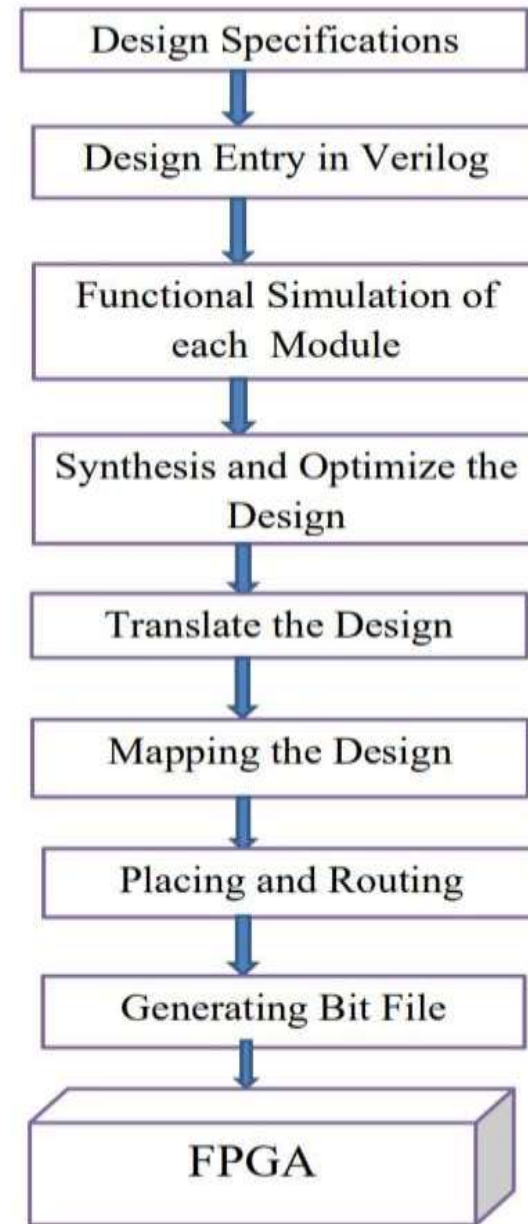 Design Specifications
Design Entry in Verilog
Functional Simulation of
each Module
Synthesis and Optimize the
Design
Translate the Design
Mapping the Design
Placing and Routing
Generating Bit File
FPGA